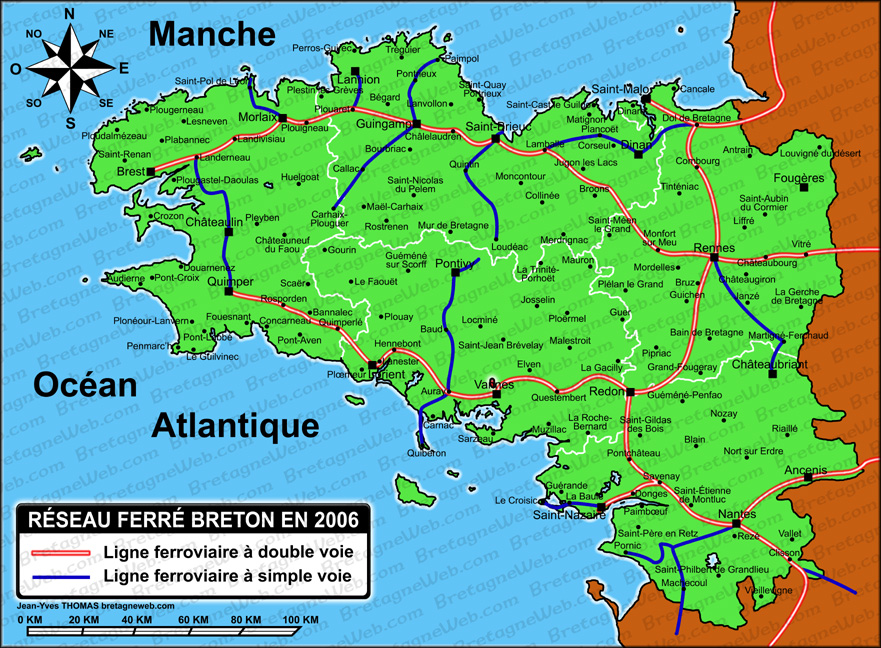 N
NO
NE
O
E
SO
SE
S
Manche
Perros-Guirec
Tréguier
Paimpol
Lannion
Pontrieux
Saint-Pol de Léon
Plestin les Grèves
Bégard
Lanvollon
Saint-Quay
Portrieux
Saint-Malo
Cancale
Plougerneau
Lesneven
Morlaix
Plouaret
Plouigneau
Guingamp
Saint-Cast le Guildo
Dinard
Matignon
Dol de Bretagne
Ploudalmézeau
Plabannec
Landivisiau
Châtelaudren
Saint-Brieuc
Plancoët
Corseul
Dinan
Lamballe
Antrain
Louvigné du désert
Saint-Renan
Landerneau
Bourbriac
Brest
Plougastel-Daoulas
Huelgoat
Callac
Quintin
Jugon les Lacs
Combourg
Saint-Nicolas
du Pelem
Moncontour
Broons
Tinténiac
Fougères
Collinée
Saint-Aubin
du Cormier
Crozon
Châteaulin
Pleyben
Carhaix-
Plouguer
Maël-Carhaix
Rostrenen
Mur de Bretagne
Saint-Méen
le Grand
Liffré
Châteauneuf
du Faou
Gourin
Loudéac
Merdrignac
Monfort
sur Meu
Rennes
Vitré
Douarnenez
Guéméné
sur Scorff
Pontivy
La Trinité-
Porhoët
Mauron
Mordelles
Châteaubourg
Audierne
Pont-Croix
Quimper
Scaër
Le Faouët
Plélan le Grand
Bruz
Guichen
Châteaugiron
Janzé
La Gerche
de Bretagne
Rosporden
Josselin
Plonéour-Lanvern
Fouesnant
Concarneau
Bannalec
Quimperlé
Plouay
Locminé
Ploërmel
Guer
Baud
Bain de Bretagne
Martigné-Ferchaud
Penmarc'h
Pont-Labbé
Pont-Aven
Saint-Jean Brévelay
Malestroit
Le Guilvinec
Hennebont
Pipriac
Lanester
Elven
La Gacilly
Grand-Fougeray
Châteaubriant
Ploemeur
Lorient
Océan
Auray
Vannes
Questembert
Redon
Guéméné-Penfao
Atlantique
Carnac
Sarzeau
Muzillac
La Roche-
Bernard
Saint-Gildas
des Bois
Nozay
Riaillé
Blain
Quiberon
Pontchâteau
Nort sur Erdre
Ancenis
Guérande
Savenay
Le Croisic
La Baule
Donges
Saint-Étienne
de Montluc
Saint-Nazaire
Paimbœuf
Nantes
RÉSEAU FERRÉ BRETON EN 2006
Saint-Père en Retz
Rezé
Vallet
Ligne ferroviaire à double voie
Pornic
Clisson
Ligne ferroviaire à simple voie
Saint-Philbert de Grandlieu
Machecoul
Vieillevigne
Jean-Yves THOMAS bretagneweb.com
0 KM
20 KM
40 KM
60 KM
80 KM
100 KM
BretagneWeb.com